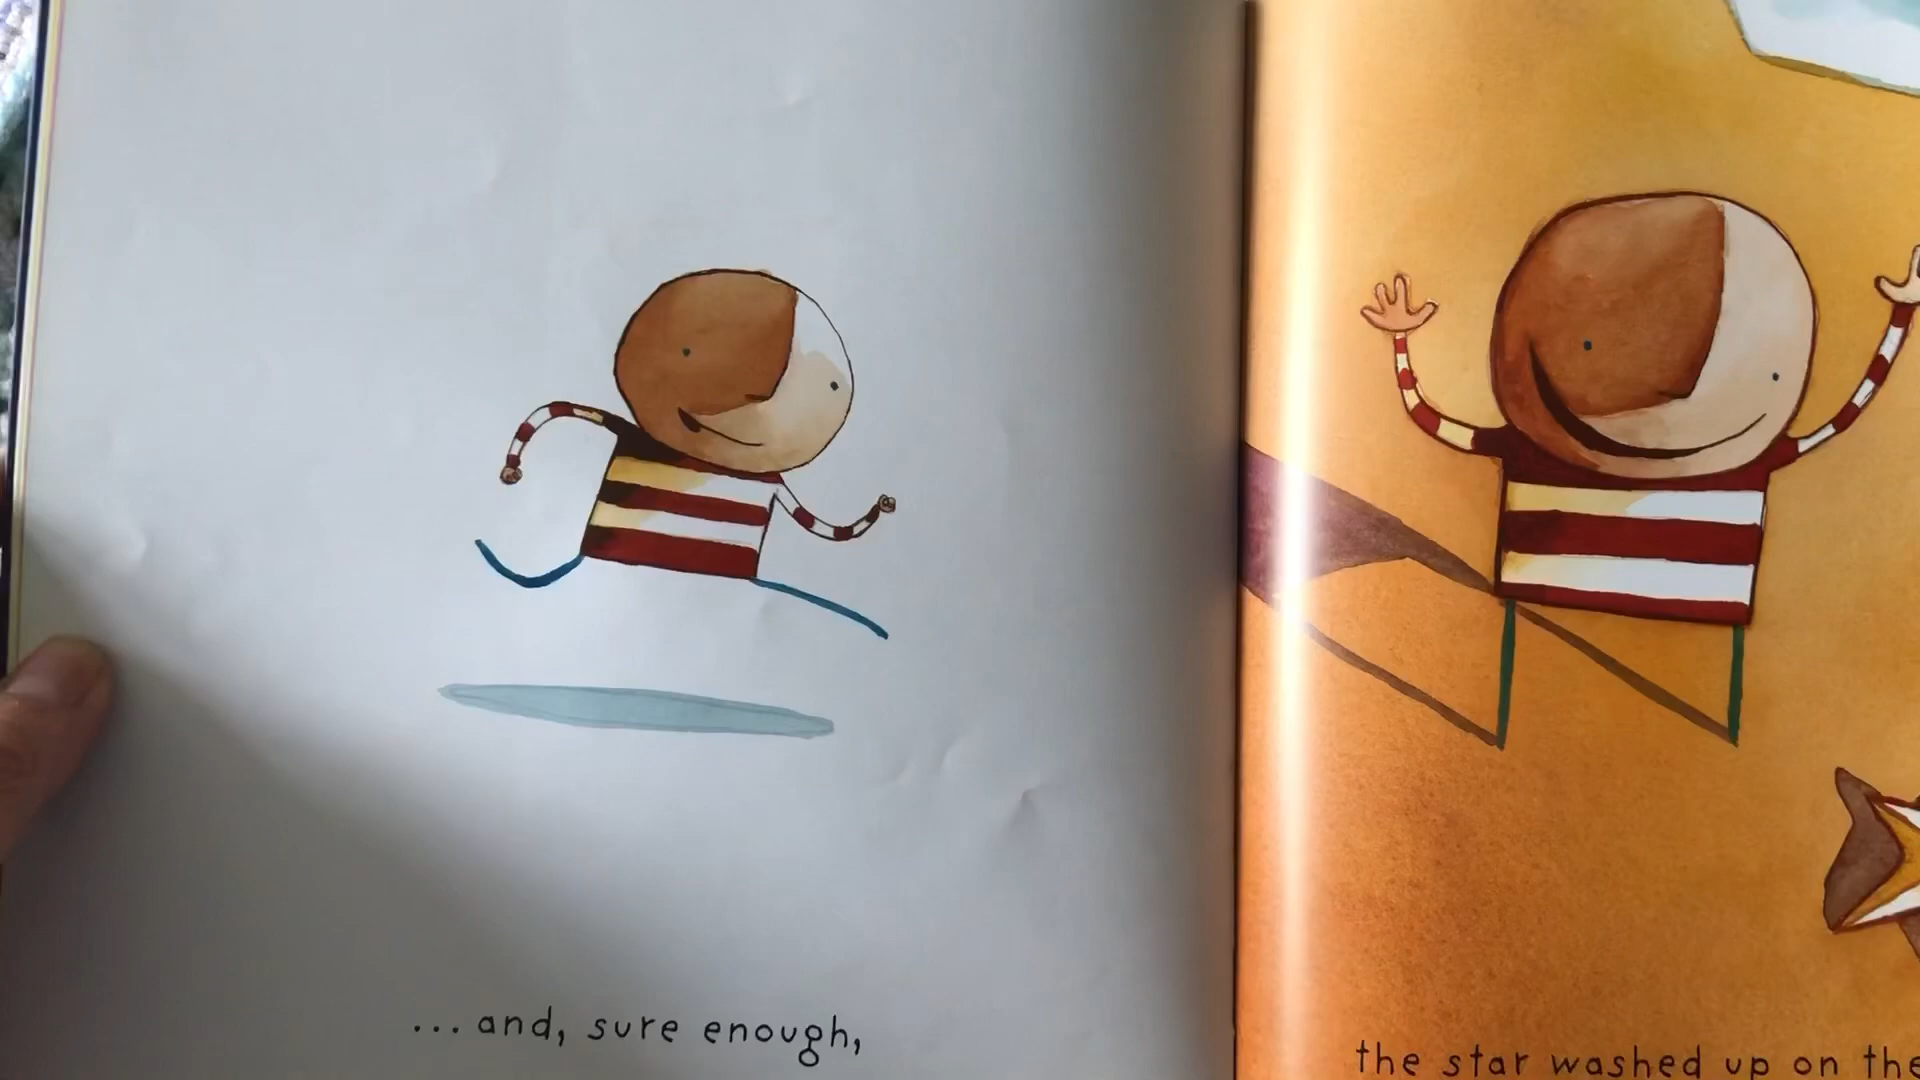 ... and, sure enough,
the star washed up on the